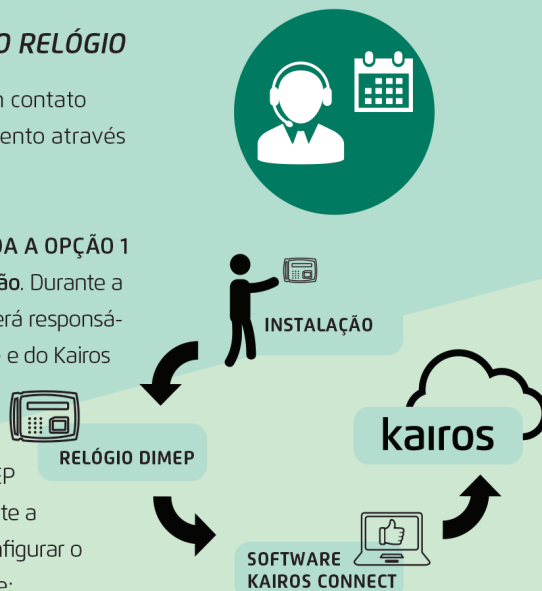 O RELÓGIO
contato
ento através
A A OPÇÃO 1
ão. Durante a
erá responsá-
e do Kairos
INSTALAÇÃO
kairos
RELÓGIO DIMEP
EP
te a
nfigurar o
e:
SOFTWARE
KAIROS CONNECT